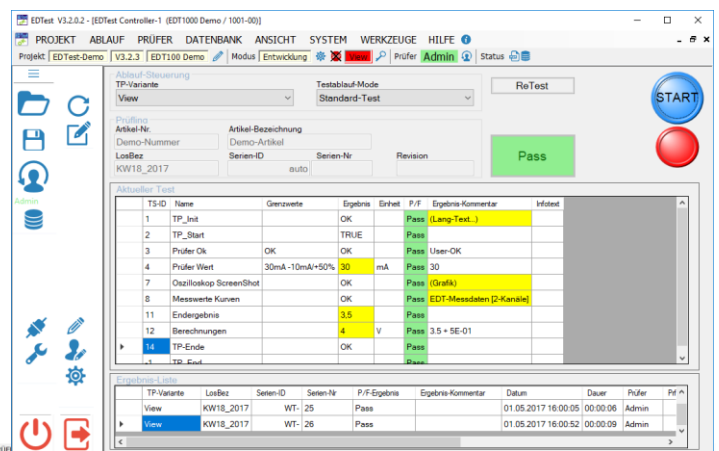 EDTest V3.2.0.2 - [EDTest Controller-1 (EDT1000 Demo / 1001-00)]
PROJEKT ABLAUF PRÜFER DATENBANK ANSICHT SYSTEM WERKZEUGE HILFE
Projekt EDTest-Demo V3.2.3 EDT100 Demo Modus Entwicklung View Prüfer Admin Status
Ablauf-Steuerung
TP-Variante Testablauf-Mode
View Standard-Test ReTest
START
Prüfling
Artikel-Nr. Artikel-Bezeichnung
Demo-Nummer Demo-Artikel
LosBez Serien-ID Serien-Nr Revision
KW18_2017 auto
Pass
Admin
Aktueller Test
TS-ID Name Grenzwerte Ergebnis Einheit P/F Ergebnis-Kommentar Infotext
1 TP_Init OK Pass (Lang-Text...)
2 TP_Start TRUE Pass
3 Prüfer Ok OK OK Pass User-OK
4 Prüfer Wert 30mA -10mA/+50% 30 mA Pass 30
7 Oszilloskop ScreenShot OK Pass (Grafik)
8 Messwerte Kurven OK Pass EDT-Messdaten [2-Kanäle]
11 Endergebnis 3,5 Pass
12 Berechnungen 4 V Pass 3.5 + 5E-01
14 TP-Ende OK Pass
-1 TP_End Pass
Ergebnis-Liste
TP-Variante LosBez Serien-ID Serien-Nr P/F-Ergebnis Ergebnis-Kommentar Datum Dauer Prüfer
View KW18_2017 WT- 25 Pass 01.05.2017 16:00:05 00:00:06 Admin
View KW18_2017 WT- 26 Pass 01.05.2017 16:00:52 00:00:09 Admin